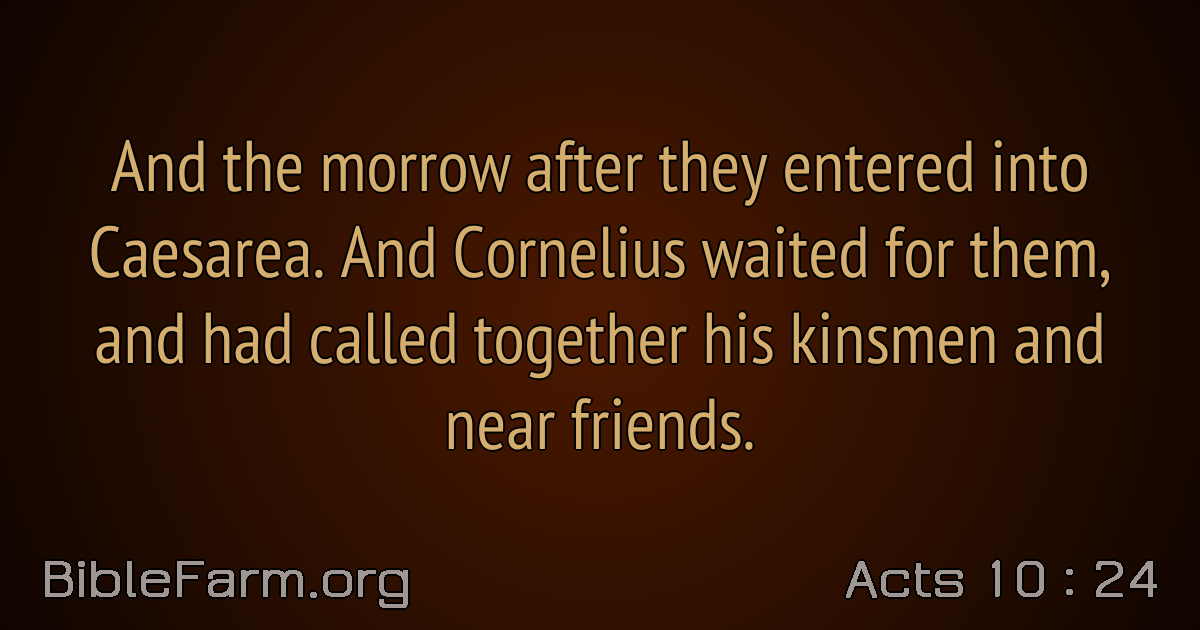 And the morrow after they entered into
Caesarea. And Cornelius waited for them,
and had called together his kinsmen and
near friends.
BibleFarm.org
Acts 10 : 24